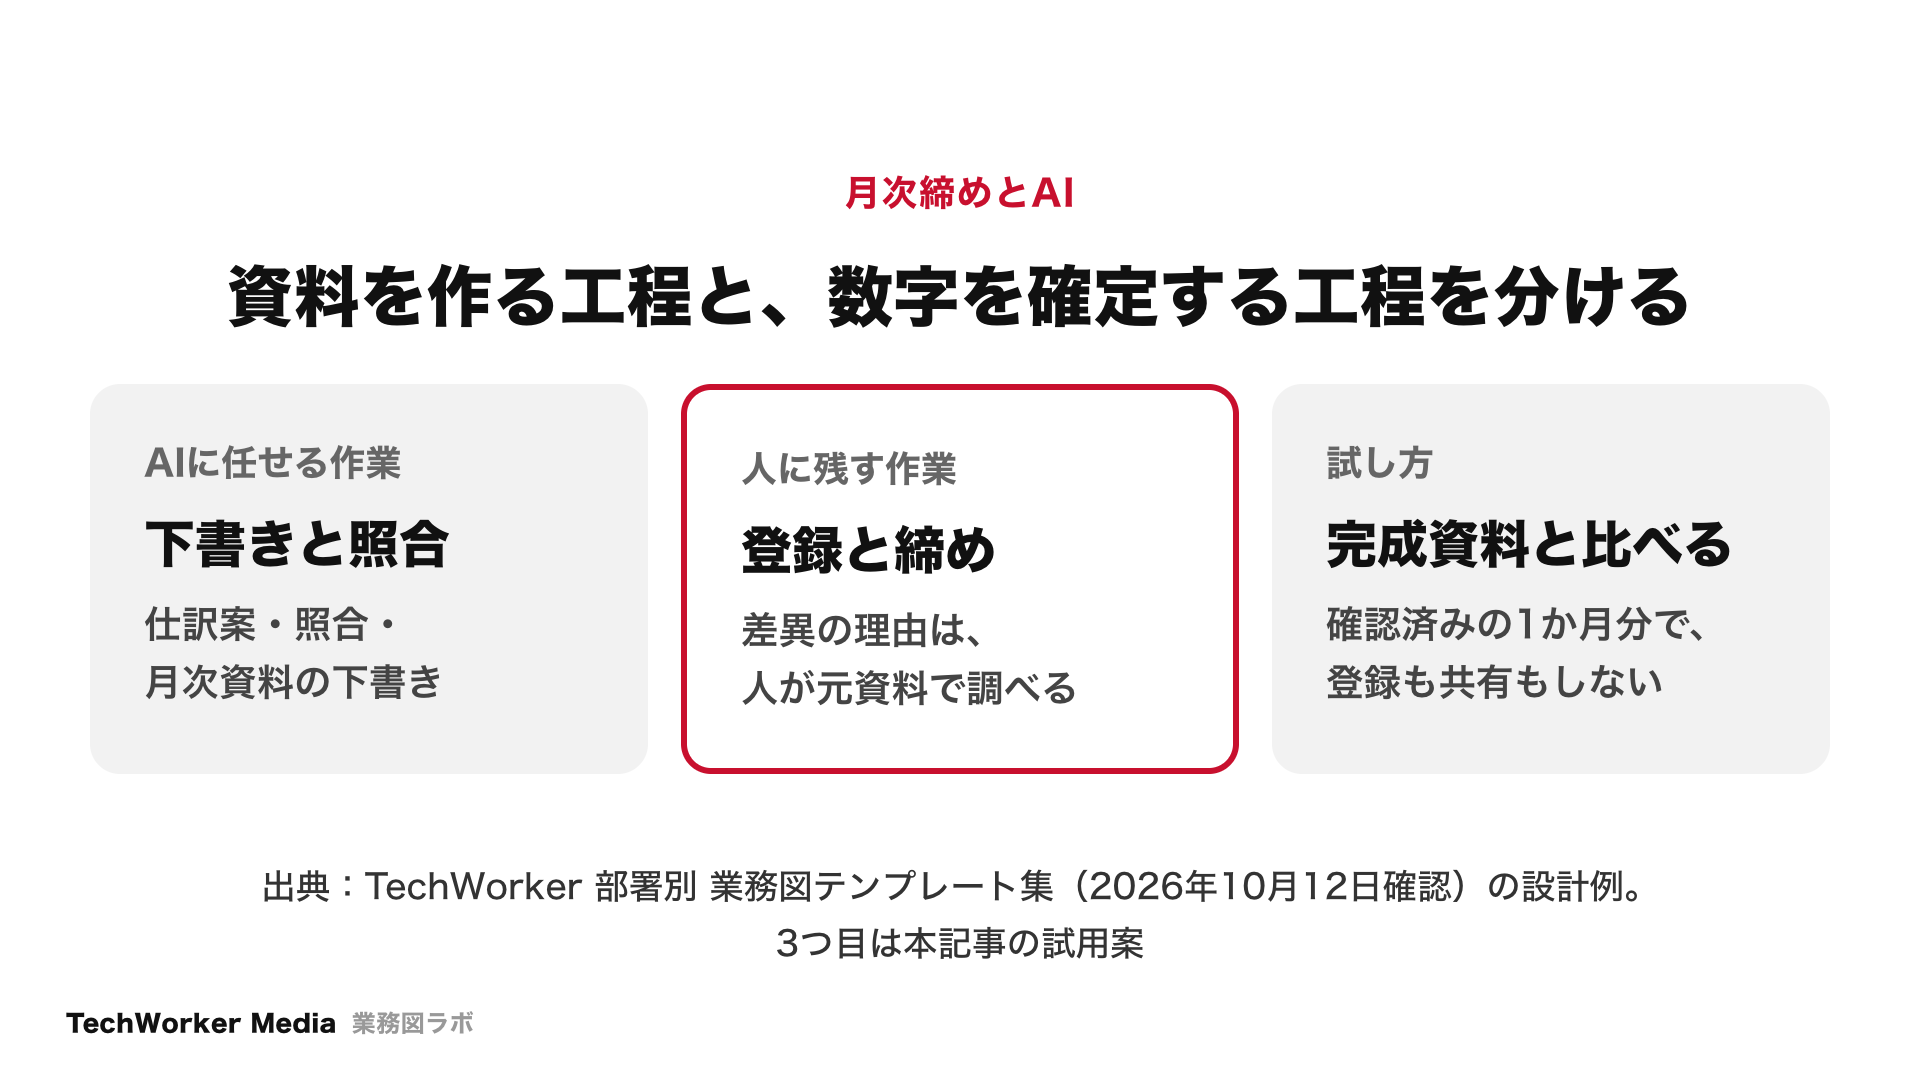 月次締めとAI
資料を作る工程と、数字を確定する工程を分ける
AIに任せる作業
下書きと照合
仕訳案・照合・
月次資料の下書き
人に残す作業
登録と締め
差異の理由は、
人が元資料で調べる
試し方
完成資料と比べる
確認済みの1か月分で、
登録も共有もしない
出典：TechWorker 部署別 業務図テンプレート集（2026年10月12日確認）の設計例。
3つ目は本記事の試用案
TechWorker Media 業務図ラボ